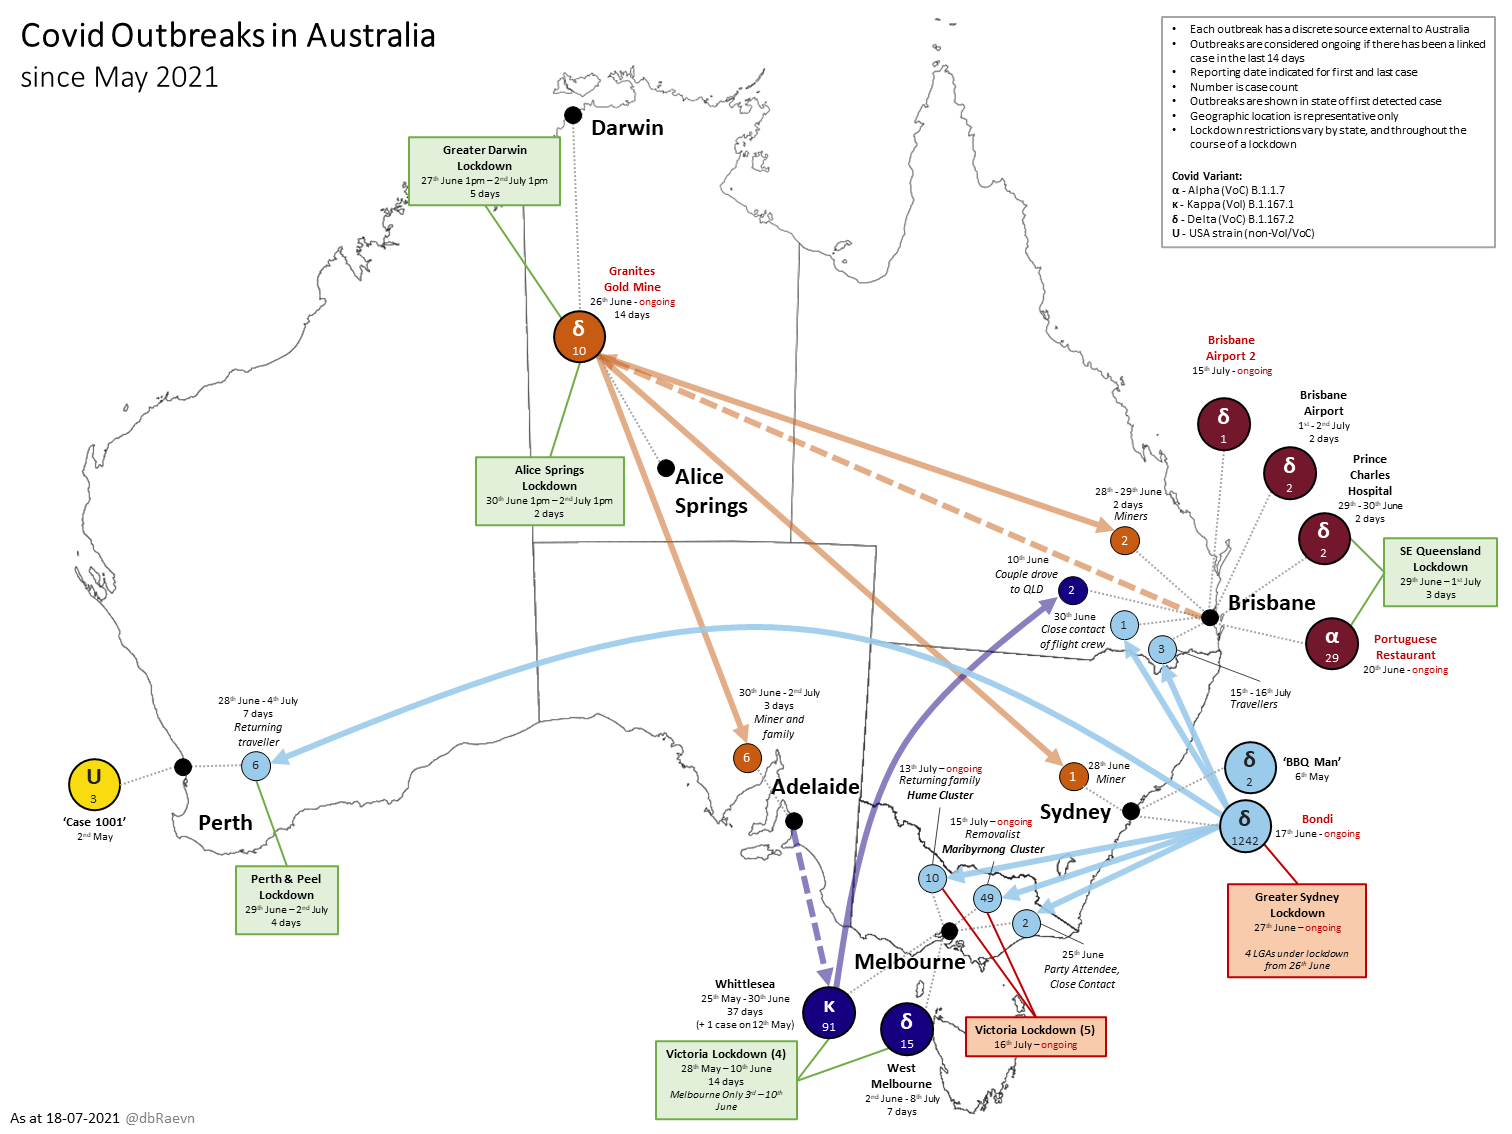 Covid Outbreaks in Australia
since May 2021
• Each outbreak has a discrete source external to Australia
• Outbreaks are considered ongoing if there has been a linked
case in the last 14 days
• Reporting date indicated for first and last case
• Number is case count
• Outbreaks are shown in state of first detected case
• Geographic location is representative only
• Lockdown restrictions vary by state, and throughout the
course of a lockdown
Covid Variant:
α - Alpha (VoC) B.1.1.7
κ - Kappa (VoI) B.1.167.1
δ - Delta (VoC) B.1.167.2
U - USA strain (non-VoI/VoC)
Darwin
Greater Darwin
Lockdown
27th June 1pm – 2nd July 1pm
5 days
Granites
Gold Mine
26th June - ongoing
14 days
δ
10
Alice Springs
Lockdown
30th June 1pm – 2nd July 1pm
2 days
Alice
Springs
Brisbane
Airport 2
15th July - ongoing
δ
1
Brisbane
Airport
1st - 2nd July
2 days
δ
2
Prince
Charles
Hospital
29th - 30th June
2 days
δ
2
SE Queensland
Lockdown
29th June – 1st July
3 days
28th - 29th June
2 days
Miners
2
10th June
Couple drove
to QLD
2
30th June
Close contact
of flight crew
1
3
Brisbane
α
29
Portuguese
Restaurant
20th June - ongoing
15th - 16th July
Travellers
28th June - 4th July
7 days
Returning
traveller
6
U
3
'Case 1001'
2nd May
Perth
Perth & Peel
Lockdown
29th June – 2nd July
4 days
30th June - 2nd July
3 days
Miner and
family
6
Adelaide
28th June
Miner
1
Sydney
δ
2
'BBQ Man'
6th May
δ
1242
Bondi
17th June - ongoing
Greater Sydney
Lockdown
27th June – ongoing
4 LGAs under lockdown
from 26th June
13th July – ongoing
Returning family
Hume Cluster
10
15th July – ongoing
Removalist
Maribyrnong Cluster
49
2
25th June
Party Attendee,
Close Contact
Melbourne
Whittlesea
25th May - 30th June
37 days
(+ 1 case on 12th May)
κ
91
δ
15
West
Melbourne
2nd June - 8th July
7 days
Victoria Lockdown (5)
16th July – ongoing
Victoria Lockdown (4)
28th May – 10th June
14 days
Melbourne Only 3rd – 10th
June
As at 18-07-2021 @dbRaevn